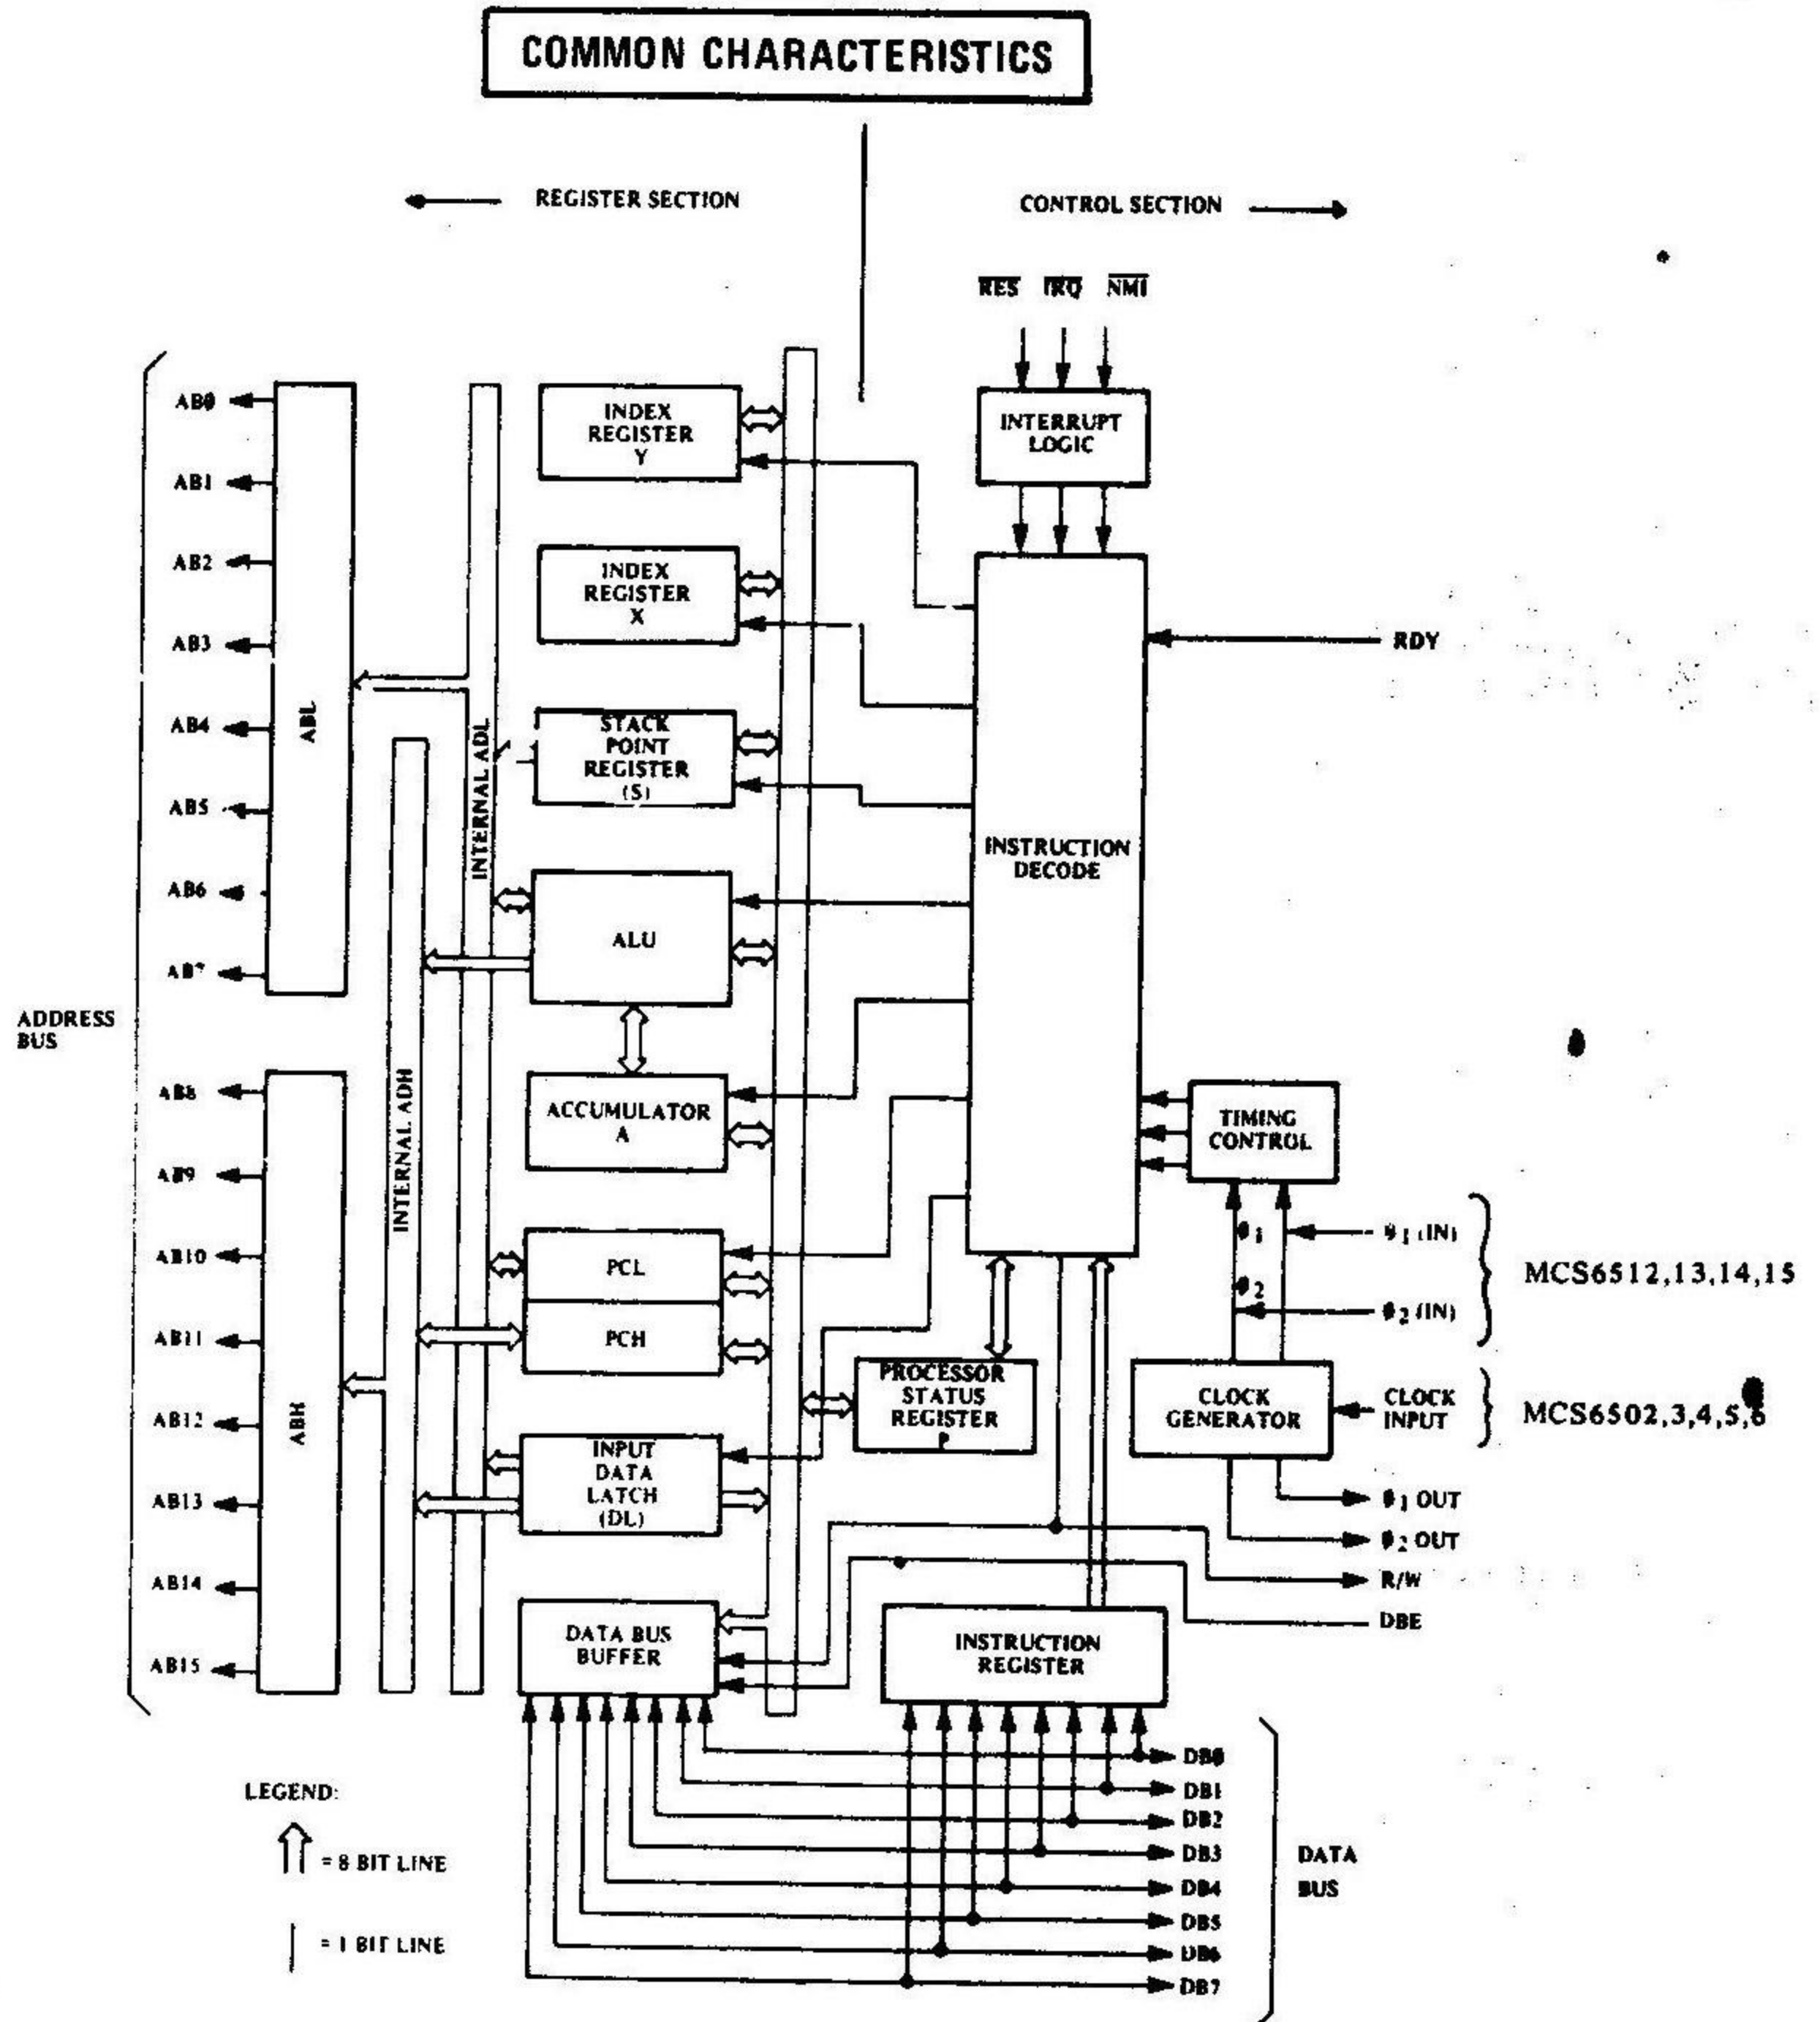 COMMON CHARACTERISTICS
REGISTER SECTION
CONTROL SECTION
RES IRQ NMI
AB0
AB1
AB2
AB3
AB4
AB5
AB6
AB7
ADDRESS
BUS
AB8
AB9
AB10
AB11
AB12
AB13
AB14
AB15
ABL
ABH
INTERNAL ADH
INTERNAL ADL
INDEX
REGISTER
Y
INDEX
REGISTER
X
STACK
POINT
REGISTER
(S)
ALU
ACCUMULATOR
A
PCL
PCH
INPUT
DATA
LATCH
(DL)
DATA BUS
BUFFER
INTERRUPT
LOGIC
INSTRUCTION
DECODE
RDY
TIMING
CONTROL
ϕ1
ϕ2
ϕ1 (IN)
ϕ2 (IN)
MCS6512,13,14,15
PROCESSOR
STATUS
REGISTER
P
CLOCK
GENERATOR
CLOCK
INPUT
MCS6502,3,4,5,6
ϕ1 OUT
ϕ2 OUT
R/W
DBE
INSTRUCTION
REGISTER
DB0
DB1
DB2
DB3
DB4
DB5
DB6
DB7
DATA
BUS
LEGEND:
= 8 BIT LINE
= 1 BIT LINE